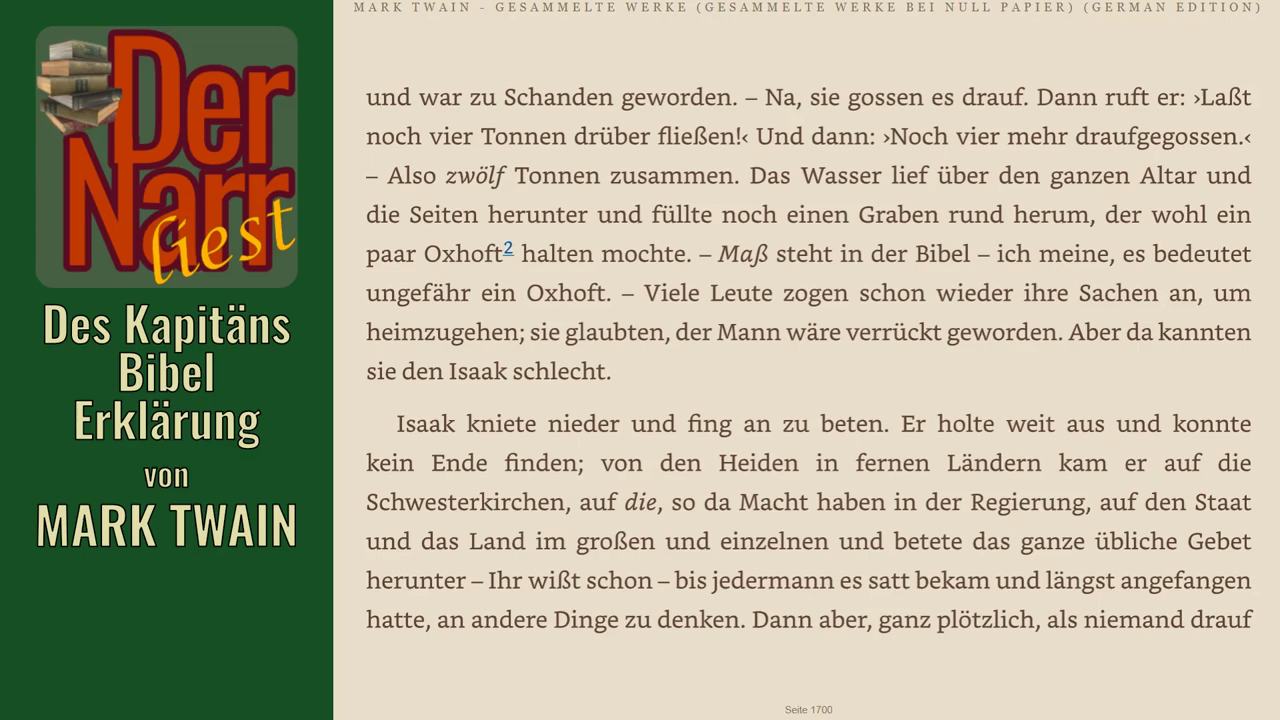 Der
Narr
liest
Des Kapitäns
Bibel
Erklärung
von
MARK TWAIN
MARK TWAIN - GESAMMELTE WERKE (GESAMMELTE WERKE BEI NULL PAPIER) (GERMAN EDITION)
und war zu Schanden geworden. – Na, sie gossen es drauf. Dann ruft er: ›Laßt
noch vier Tonnen drüber fließen!‹ Und dann: ›Noch vier mehr draufgegossen.‹
– Also zwölf Tonnen zusammen. Das Wasser lief über den ganzen Altar und
die Seiten herunter und füllte noch einen Graben rund herum, der wohl ein
paar Oxhoft2 halten mochte. – Maß steht in der Bibel – ich meine, es bedeutet
ungefähr ein Oxhoft. – Viele Leute zogen schon wieder ihre Sachen an, um
heimzugehen; sie glaubten, der Mann wäre verrückt geworden. Aber da kannten
sie den Isaak schlecht.
Isaak kniete nieder und fing an zu beten. Er holte weit aus und konnte
kein Ende finden; von den Heiden in fernen Ländern kam er auf die
Schwesterkirchen, auf die, so da Macht haben in der Regierung, auf den Staat
und das Land im großen und einzelnen und betete das ganze übliche Gebet
herunter – Ihr wißt schon – bis jedermann es satt bekam und längst angefangen
hatte, an andere Dinge zu denken. Dann aber, ganz plötzlich, als niemand drauf
Seite 1700